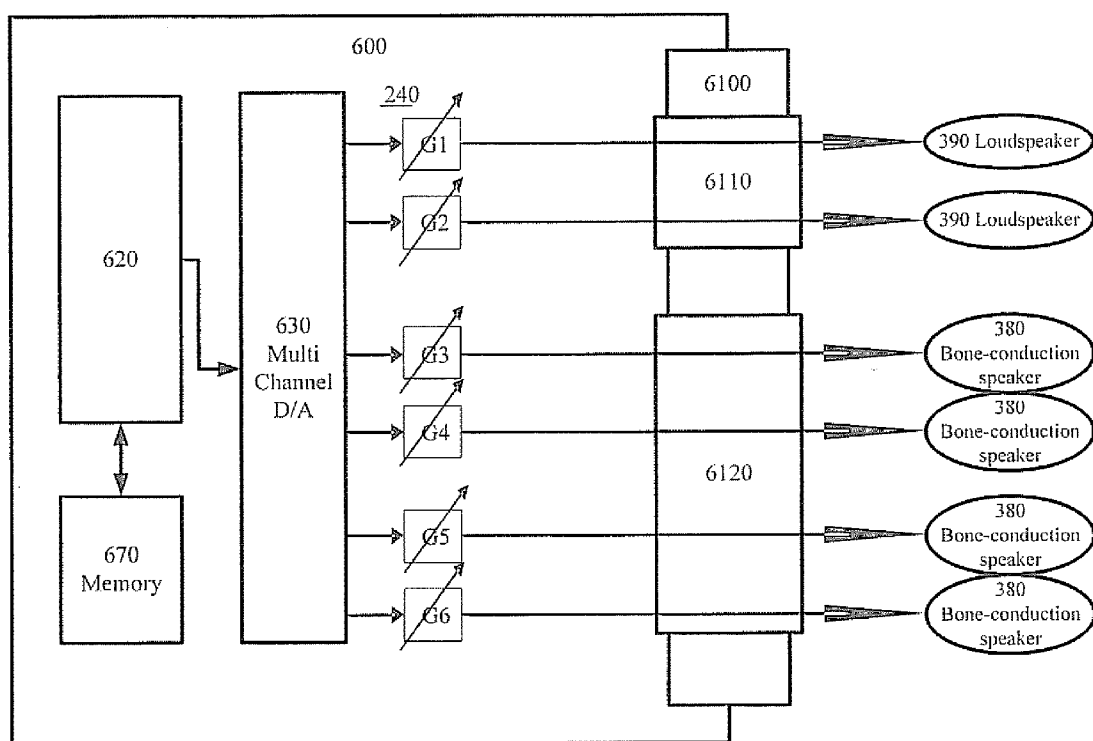 600
6100
240
G1
390 Loudspeaker
6110
G2
390 Loudspeaker
620
630
Multi
Channel
D/A
G3
380
Bone-conduction
speaker
G4
380
Bone-conduction
speaker
6120
670
Memory
G5
380
Bone-conduction
speaker
G6
380
Bone-conduction
speaker